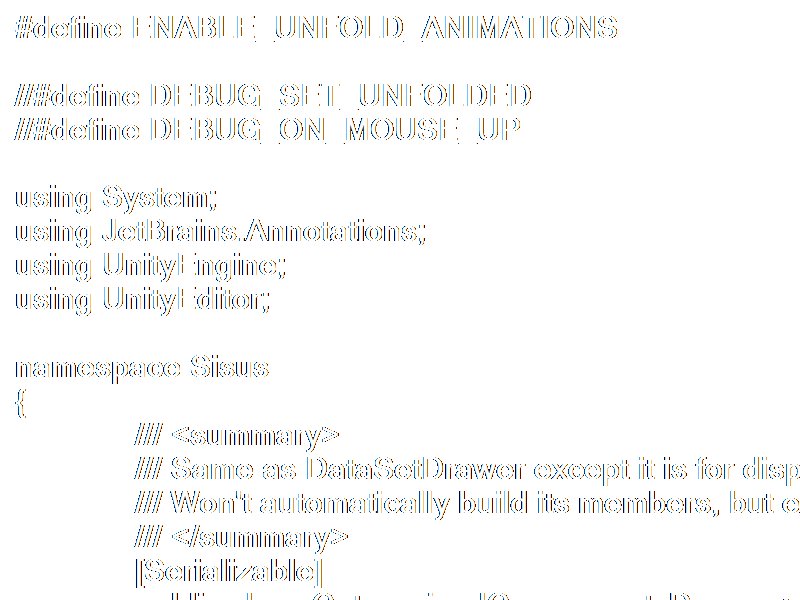 #define ENABLE_UNFOLD_ANIMATIONS
//#define DEBUG_SET_UNFOLDED
//#define DEBUG_ON_MOUSE_UP
using System;
using JetBrains.Annotations;
using UnityEngine;
using UnityEditor;
namespace Sisus
{
/// <summary>
/// Same as DataSetDrawer except it is for disp
/// Won't automatically build its members, but e
/// </summary>
[Serializable]